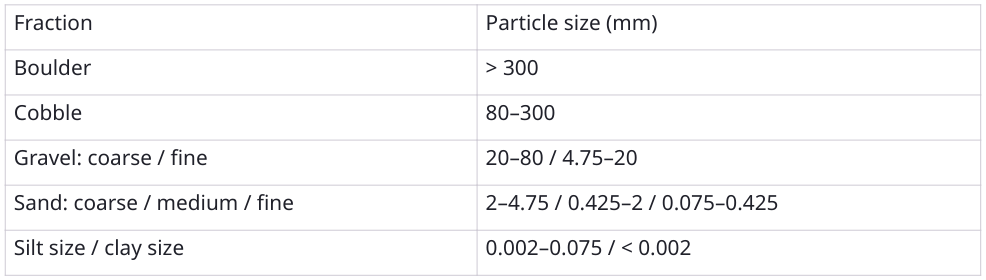 Fraction Particle size (mm)
Boulder > 300
Cobble 80–300
Gravel: coarse / fine 20–80 / 4.75–20
Sand: coarse / medium / fine 2–4.75 / 0.425–2 / 0.075–0.425
Silt size / clay size 0.002–0.075 / < 0.002